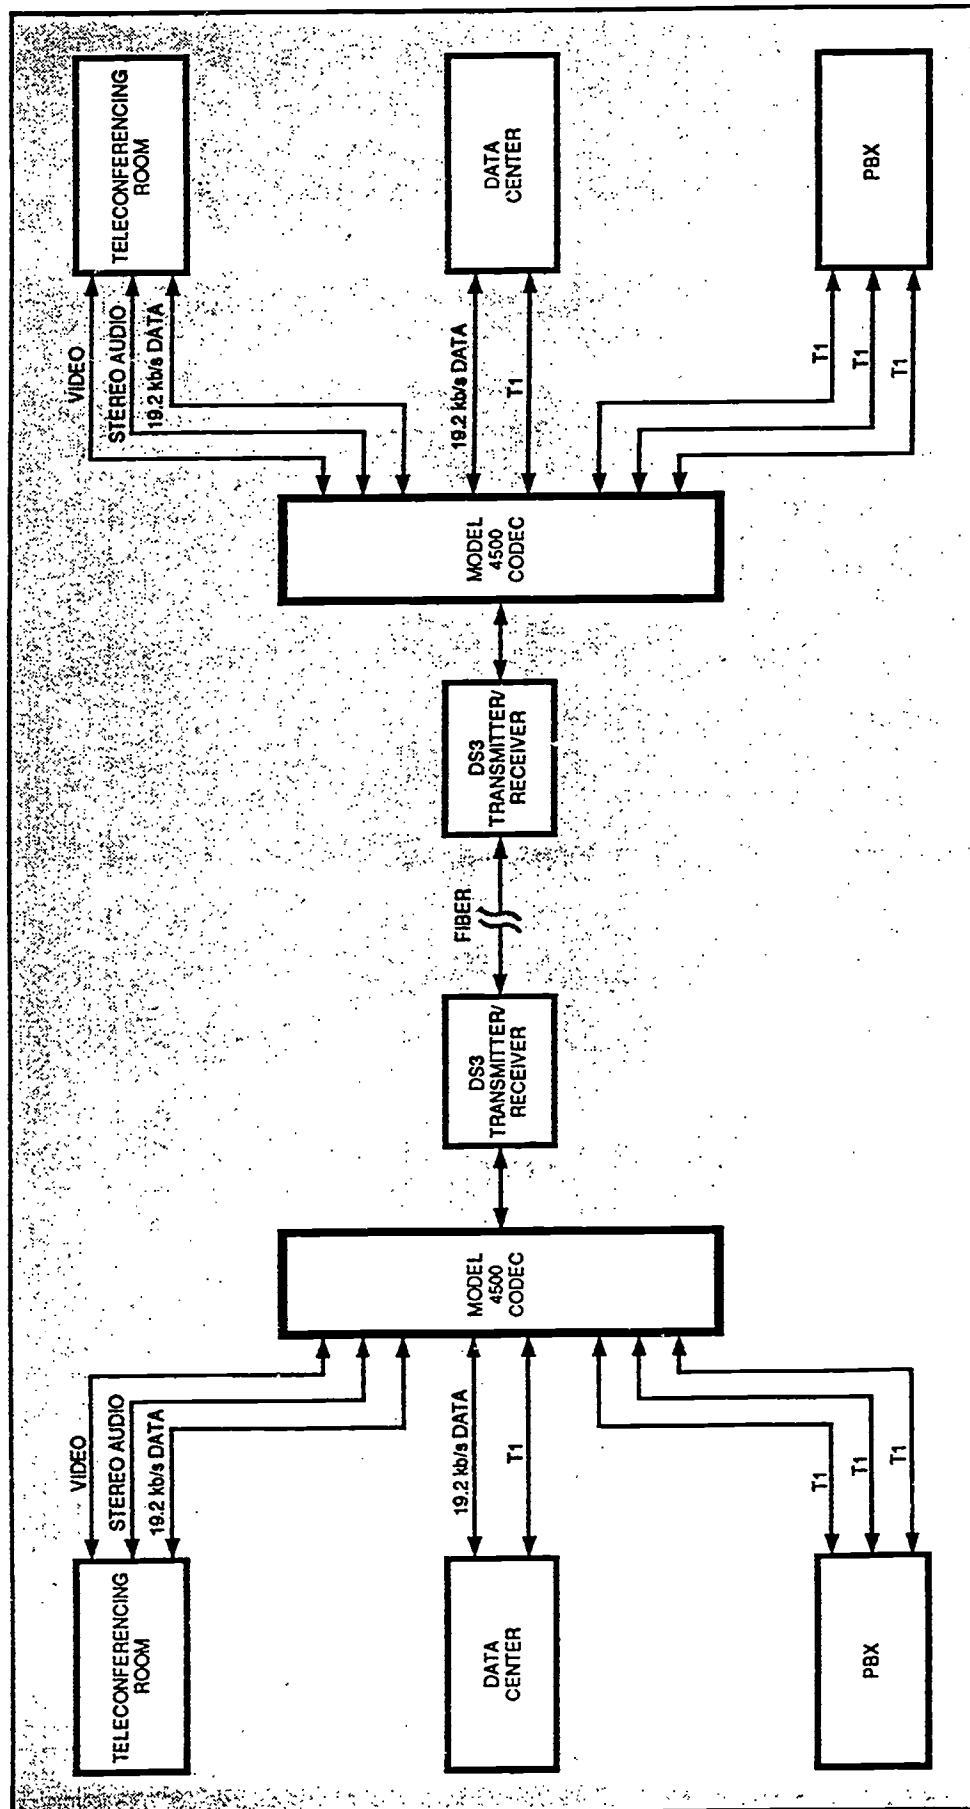 TELECONFERENCING
ROOM
VIDEO
STEREO AUDIO
19.2 kb/s DATA
DATA
CENTER
19.2 kb/s DATA
T1
PBX
T1
T1
T1
MODEL
4500
CODEC
DS3
TRANSMITTER/
RECEIVER
FIBER
DS3
TRANSMITTER/
RECEIVER
MODEL
4500
CODEC
VIDEO
STEREO AUDIO
19.2 kb/s DATA
TELECONFERENCING
ROOM
19.2 kb/s DATA
T1
DATA
CENTER
T1
T1
T1
PBX